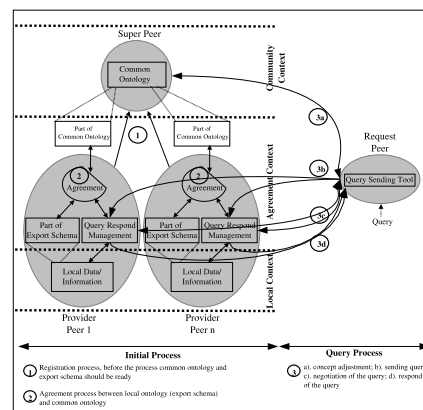 Super Peer
Common
Ontology
Community
Context
3a
Part of
Common Ontology
Part of
Common Ontology
1
Request
Peer
3b
2
Agreement
2
Agreement
Agreement Context
Query Sending Tool
Part of
Export Schema
Query Respond
Management
Part of
Export Schema
Query Respond
Management
3c
Query
3d
Local Data/
Information
Local Data/
Information
Local Context
Provider
Peer 1
Provider
Peer n
Initial Process
Query Process
1 Registration process, before the process common ontology and
export schema should be ready
2 Agreement process between local ontology (export schema)
and common ontology
3 a). concept adjustment; b). sending query
c). negotiation of the query; d). respond
of the query